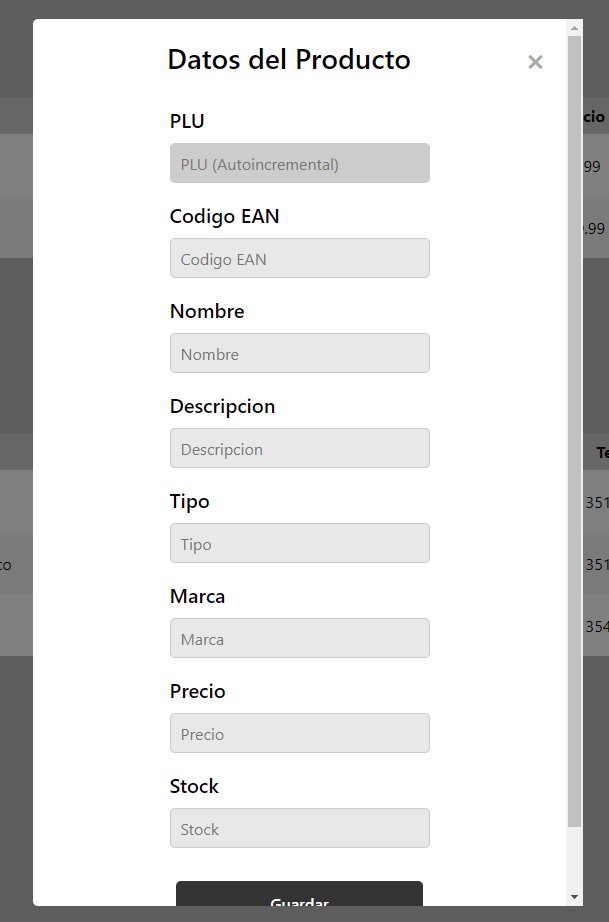 Datos del Producto ×
PLU
PLU (Autoincremental)
Codigo EAN
Codigo EAN
Nombre
Nombre
Descripcion
Descripcion
Tipo
Tipo
Marca
Marca
Precio
Precio
Stock
Stock
Guardar
cio
99
.99
Te
351
co
351
354